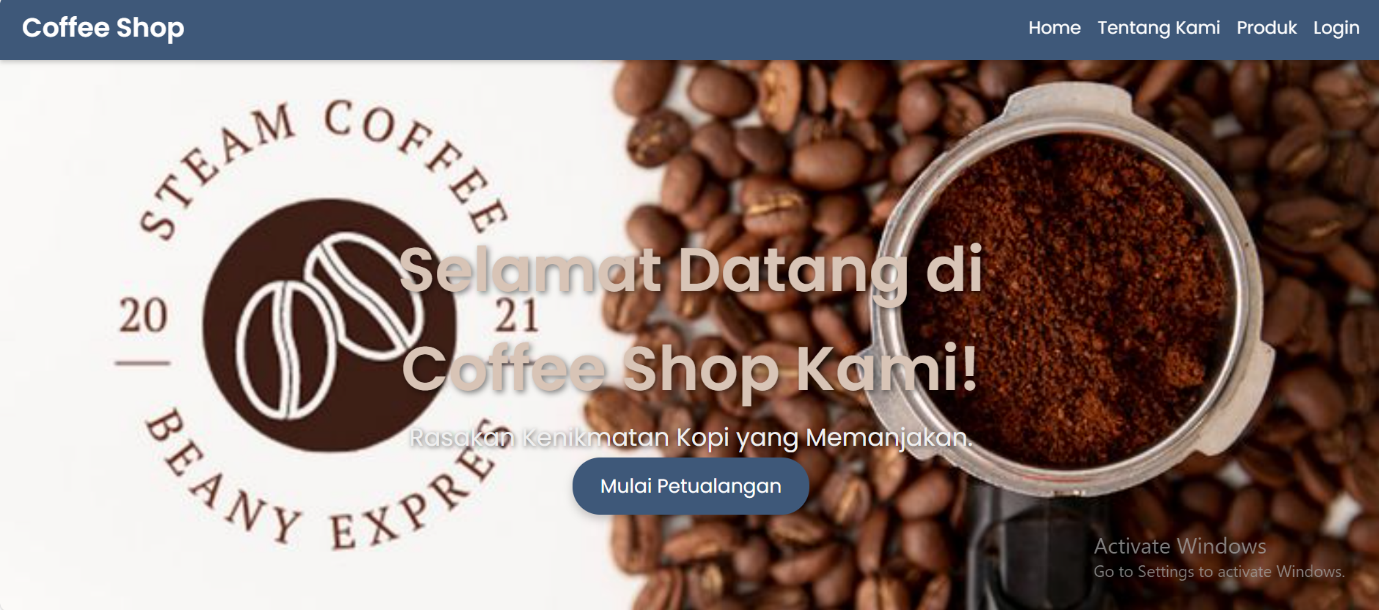 Coffee Shop
Home Tentang Kami Produk Login
STEAM COFFEE
20 21
BEANY EXPRES
Selamat Datang di
Coffee Shop Kami!
Rasakan Kenikmatan Kopi yang Memanjakan.
Mulai Petualangan
Activate Windows
Go to Settings to activate Windows.